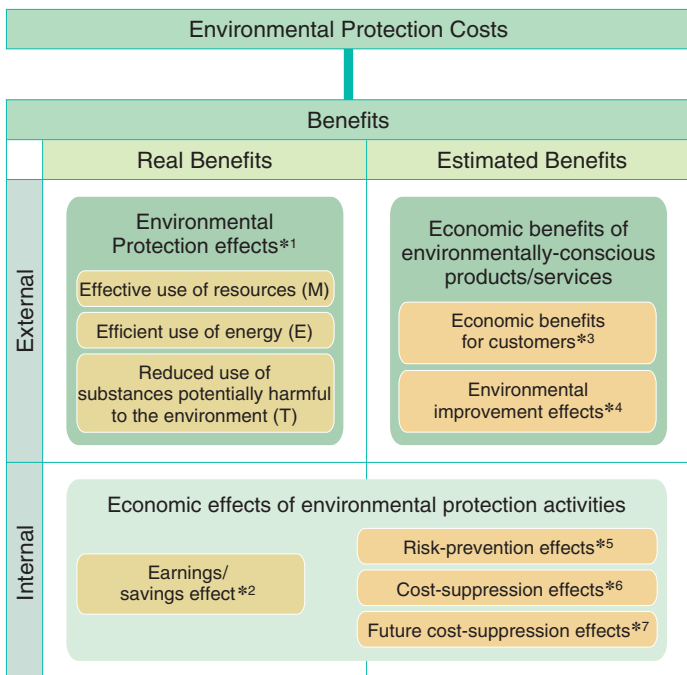 Environmental Protection Costs
Benefits
Real Benefits
Estimated Benefits
External
Environmental
Protection effects*1
Effective use of resources (M)
Efficient use of energy (E)
Reduced use of
substances potentially harmful
to the environment (T)
Economic benefits of
environmentally-conscious
products/services
Economic benefits
for customers*3
Environmental
improvement effects*4
Internal
Economic effects of environmental protection activities
Earnings/
savings effect*2
Risk-prevention effects*5
Cost-suppression effects*6
Future cost-suppression effects*7